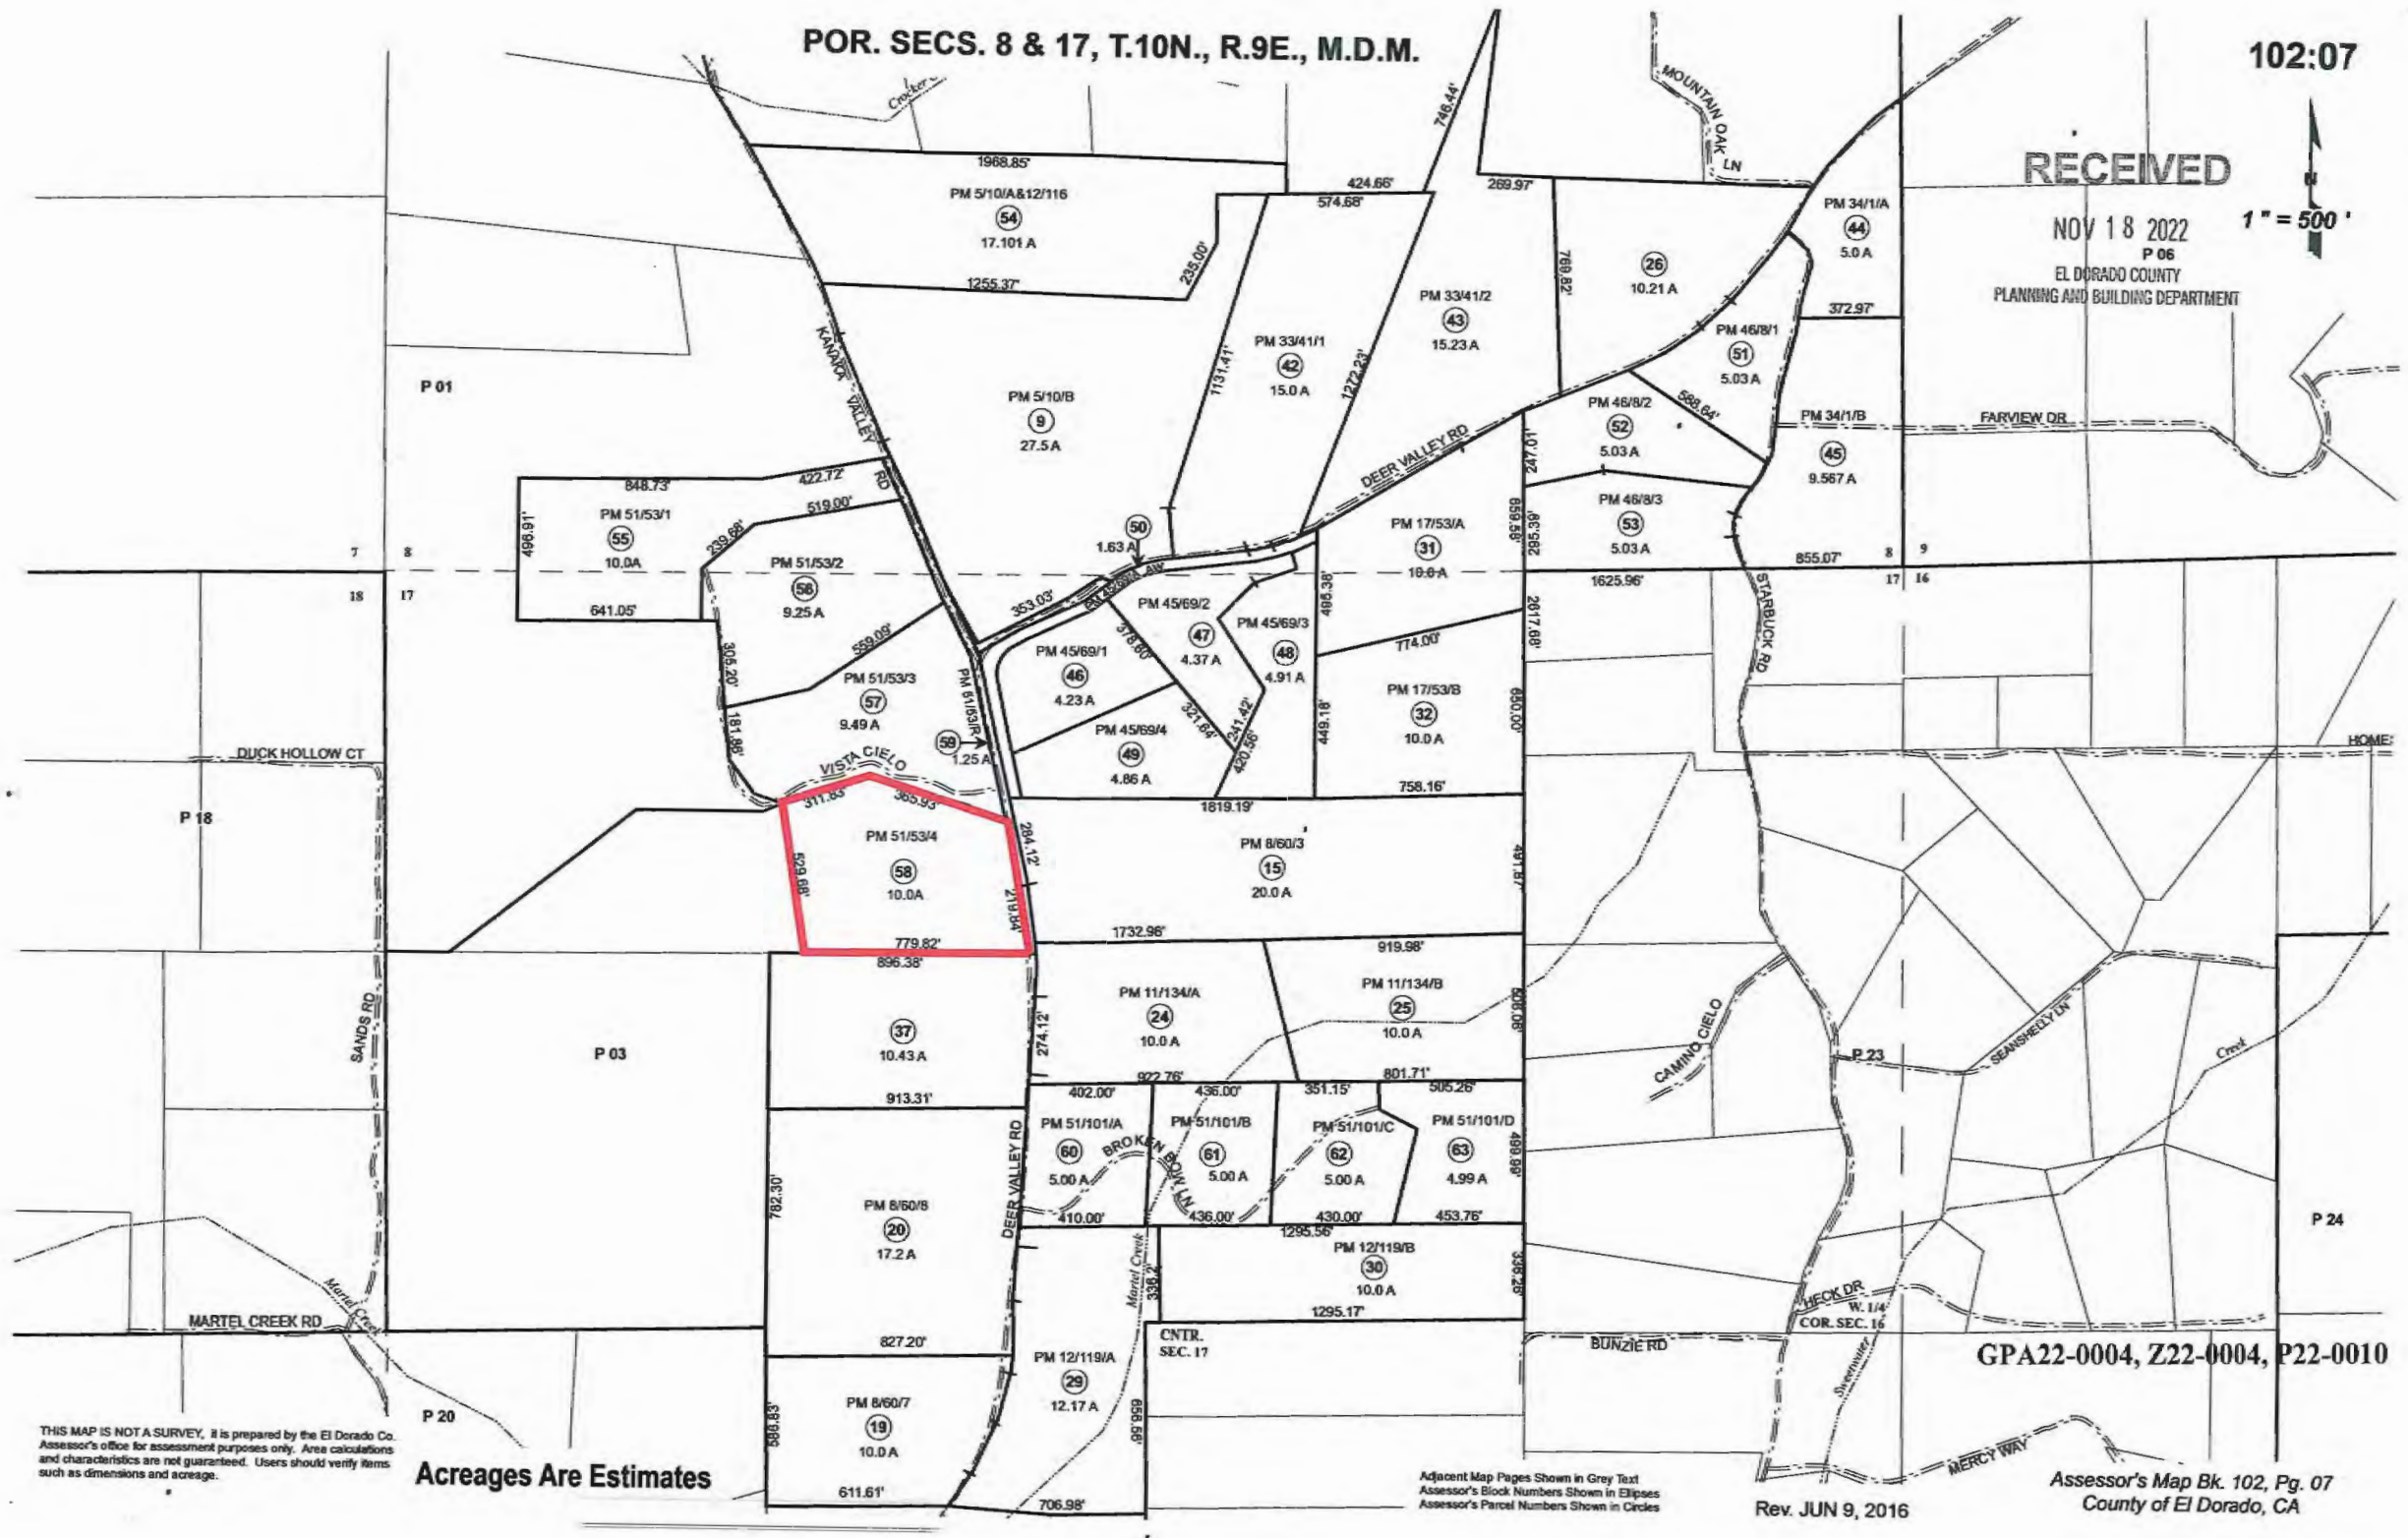 POR. SECS. 8 & 17, T.10N., R.9E., M.D.M.
102:07
RECEIVED
NOV 18 2022
P 06
EL DORADO COUNTY
PLANNING AND BUILDING DEPARTMENT
N
1 " = 500 '
Crocker
MOUNTAIN OAK LN
746.44'
1968.85'
PM 5/10/A&12/116
54
17.101 A
1255.37'
235.00'
424.66'
574.68'
269.97'
PM 34/1/A
44
5.0 A
372.97'
769.82'
26
10.21 A
PM 33/41/2
43
15.23 A
PM 33/41/1
42
15.0 A
1131.41'
1272.23'
PM 46/8/1
51
5.03 A
KANAKA VALLEY RD
P 01
PM 5/10/B
9
27.5 A
PM 46/8/2
52
5.03 A
588.64'
PM 34/1/B
45
9.567 A
FARVIEW DR
DEER VALLEY RD
247.01'
848.73'
422.72'
519.00'
496.91'
PM 51/53/1
55
10.0A
239.68'
PM 51/53/2
56
9.25 A
50
1.63 A
PM 17/53/A
31
10.0 A
659.58'
295.36'
PM 46/8/3
53
5.03 A
855.07'
8 9
17 16
7 8
18 17
1625.96'
STARBUCK RD
641.05'
305.20'
559.09'
353.03'
PM 45/69/2
47
4.37 A
PM 45/69/3
48
4.91 A
496.38'
774.00'
2617.68'
PM 45/69/1
46
4.23 A
378.60'
PM 51/53/3
57
9.49 A
PM 51/53/R
59
1.25 A
181.86'
PM 45/69/4
49
4.86 A
321.64'
241.42'
420.56'
449.18'
PM 17/53/B
32
10.0 A
650.00'
758.16'
DUCK HOLLOW CT
VISTA CIELO
HOME
311.83'
365.93'
1819.19'
P 18
PM 51/53/4
58
10.0A
529.68'
284.12'
219.84'
779.82'
PM 8/60/3
15
20.0 A
491.87'
1732.96'
919.98'
896.38'
37
10.43 A
913.31'
274.12'
PM 11/134/A
24
10.0 A
922.76'
PM 11/134/B
25
10.0 A
506.06'
801.71'
SANDS RD
P 03
CAMINO CIELO
P 23
SEANSHELLY LN
Creek
402.00'
436.00'
351.15'
505.26'
PM 51/101/A
60
5.00 A
PM 51/101/B
61
5.00 A
PM 51/101/C
62
5.00 A
PM 51/101/D
63
4.99 A
499.99'
BROKEN BOW LN
410.00'
436.00'
430.00'
453.76'
DEER VALLEY RD
782.30'
PM 8/60/8
20
17.2 A
827.20'
1295.56'
PM 12/119/B
30
10.0 A
336.2'
336.26'
1295.17'
Martel Creek
P 24
HECK DR
W. 1/4
COR. SEC. 16
Martel Creek
MARTEL CREEK RD
CNTR.
SEC. 17
BUNZIE RD
Sweetwater
GPA22-0004, Z22-0004, P22-0010
PM 12/119/A
29
12.17 A
656.56'
706.98'
586.83'
PM 8/60/7
19
10.0 A
611.61'
P 20
MERCY WAY
THIS MAP IS NOT A SURVEY, it is prepared by the El Dorado Co.
Assessor's office for assessment purposes only. Area calculations
and characteristics are not guaranteed. Users should verify items
such as dimensions and acreage.
Acreages Are Estimates
Adjacent Map Pages Shown in Grey Text
Assessor's Block Numbers Shown in Ellipses
Assessor's Parcel Numbers Shown in Circles
Rev. JUN 9, 2016
Assessor's Map Bk. 102, Pg. 07
County of El Dorado, CA